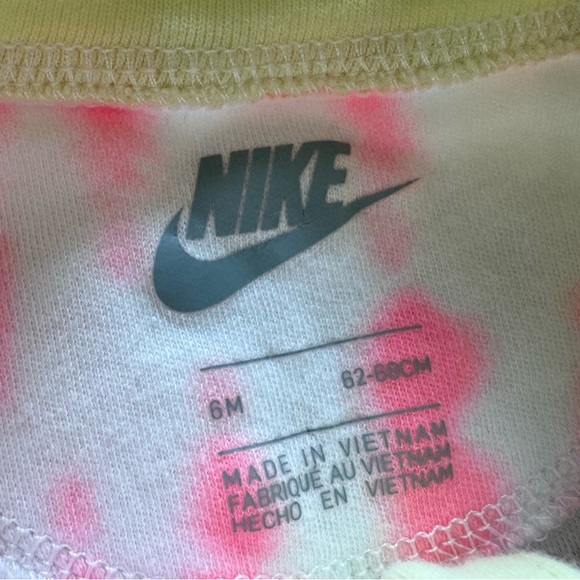 NIKE
6M 62-68CM
MADE IN VIETNAM
FABRIQUÉ AU VIETNAM
HECHO EN VIETNAM